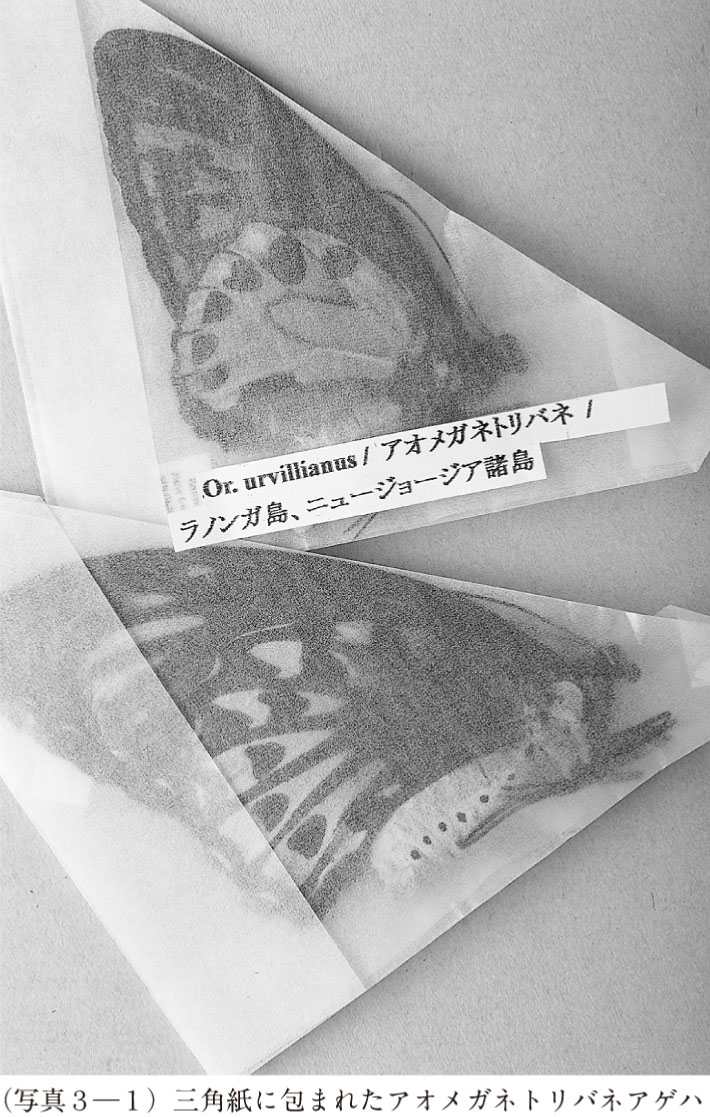 Or. urvillianus / アオメガネトリバネ /
ラノンガ島、ニュージョージア諸島
(写真3―1) 三角紙に包まれたアオメガネトリバネアゲハ